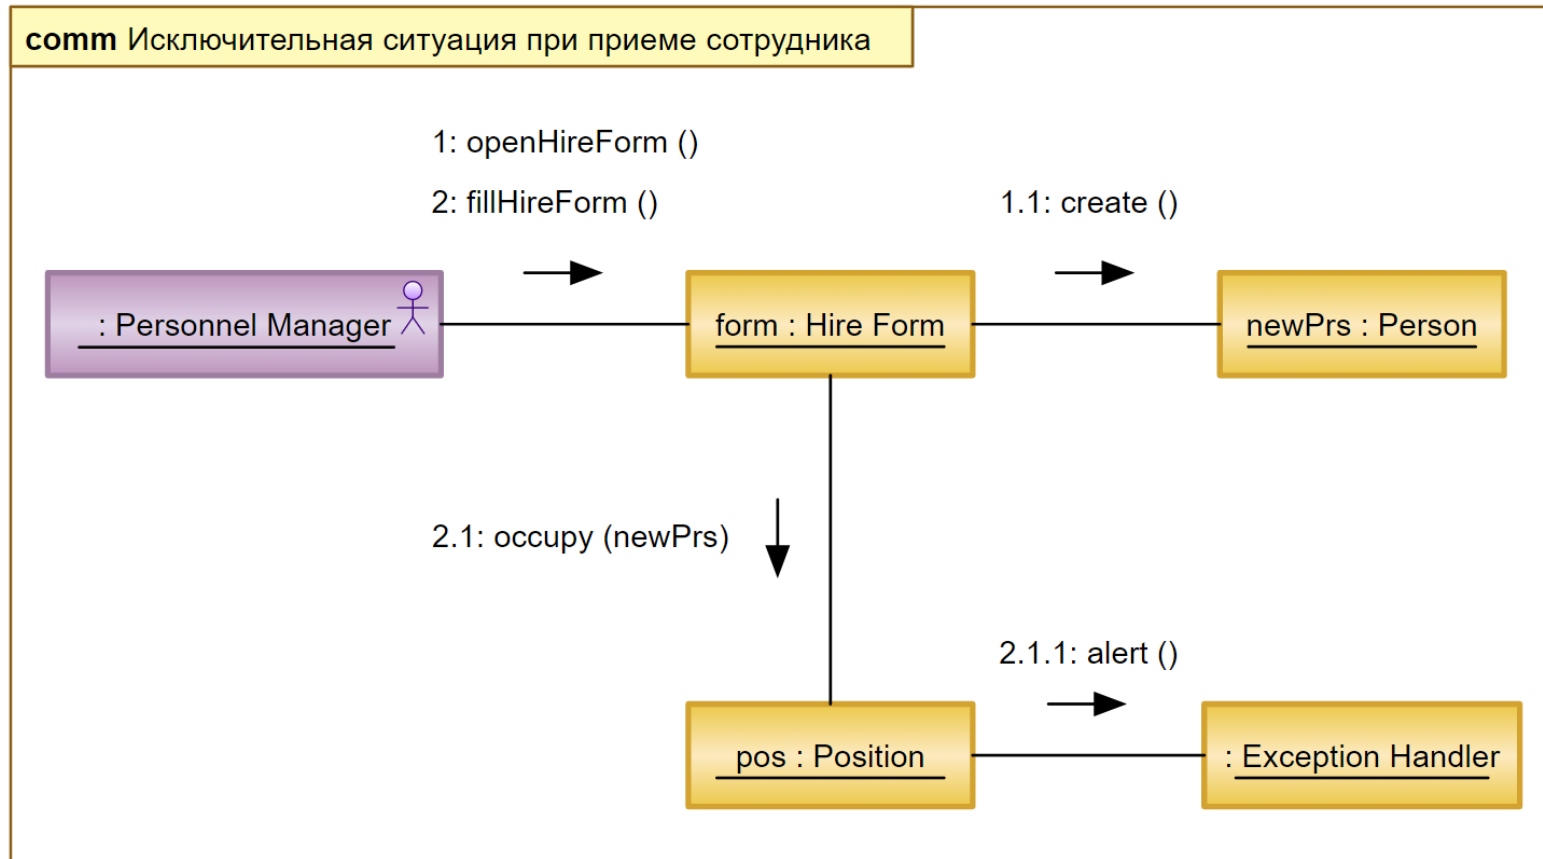 comm Исключительная ситуация при приеме сотрудника
1: openHireForm ()
2: fillHireForm ()
1.1: create ()
: Personnel Manager
form : Hire Form
newPrs : Person
2.1: occupy (newPrs)
2.1.1: alert ()
pos : Position
: Exception Handler